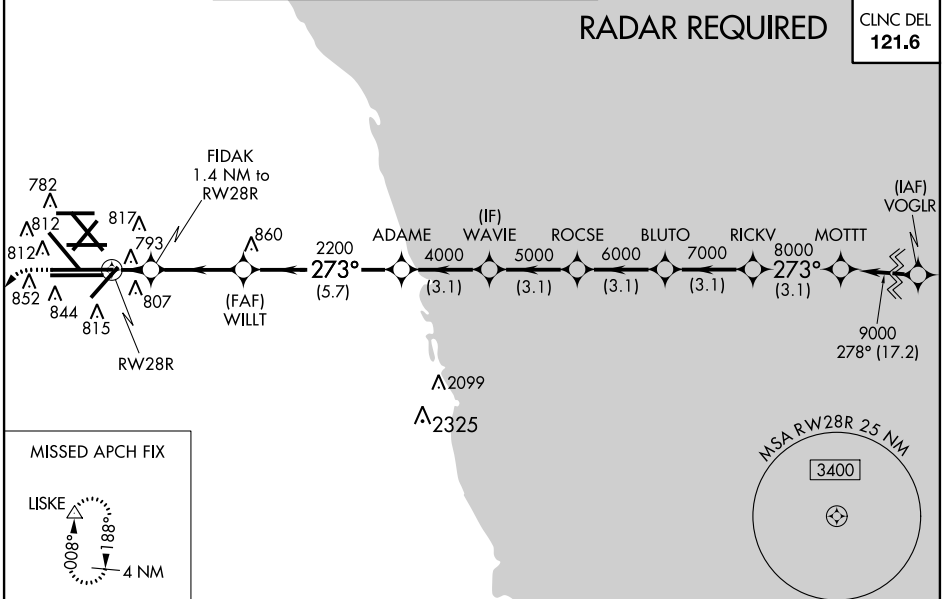 RADAR REQUIRED
CLNC DEL
121.6
FIDAK
1.4 NM to
RW28R
782
812
812
817
793
852
844
815
807
RW28R
860
(FAF)
WILLT
2200
273°
(5.7)
ADAME
4000
(3.1)
(IF)
WAVIE
5000
(3.1)
ROCSE
6000
(3.1)
BLUTO
7000
(3.1)
RICKV
8000
273°
(3.1)
MOTTT
(IAF)
VOGLR
9000
278° (17.2)
2099
2325
MISSED APCH FIX
LISKE
008°
188°
4 NM
MSA RW28R 25 NM
3400